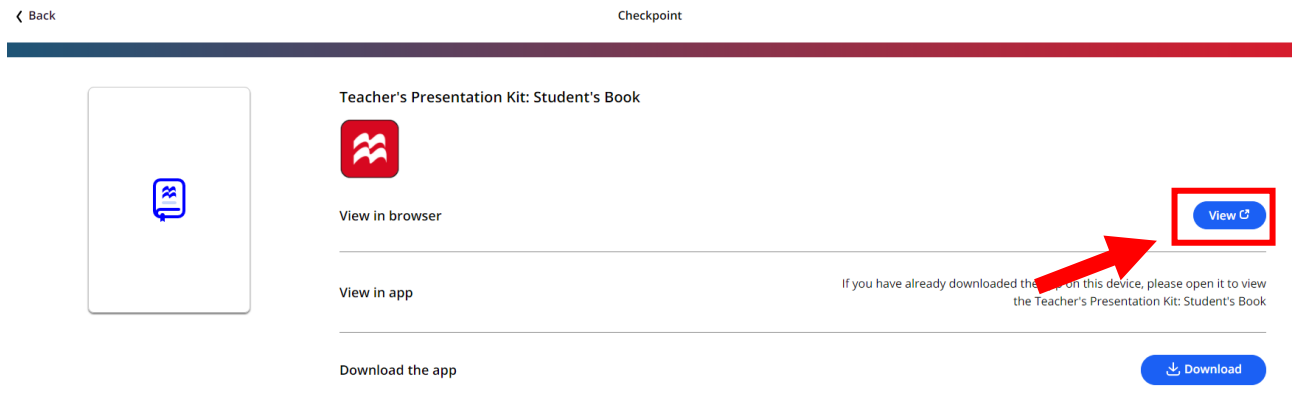 Back
Checkpoint
Teacher's Presentation Kit: Student's Book
View in browser
View
View in app
If you have already downloaded the on this device, please open it to view
the Teacher's Presentation Kit: Student's Book
Download the app
Download